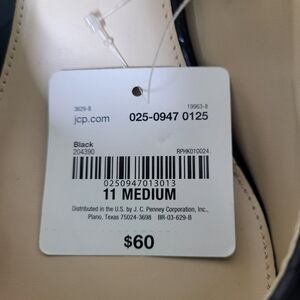 3629-8 19963-8
jcp.com 025-0947 0125
Black
204390 RPHK010024
0250947013013
11 MEDIUM
Distributed in the U.S. by J. C. Penney Corporation, Inc.,
Plano, Texas 75024-3698 BR-03-629-B
$60